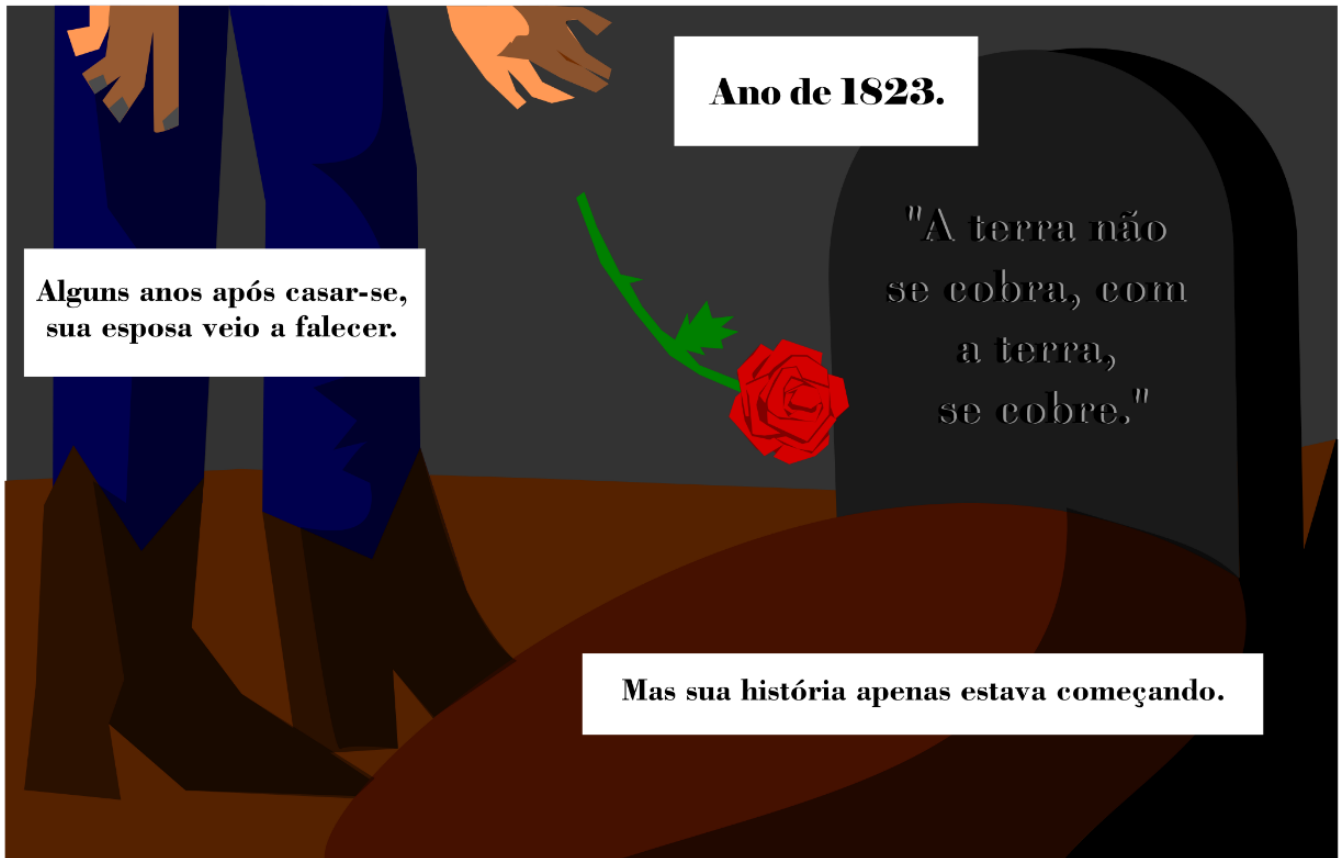 Ano de 1823.
"A terra não
se cobra, com
a terra,
se cobre."
Alguns anos após casar-se,
sua esposa veio a falecer.
Mas sua história apenas estava começando.